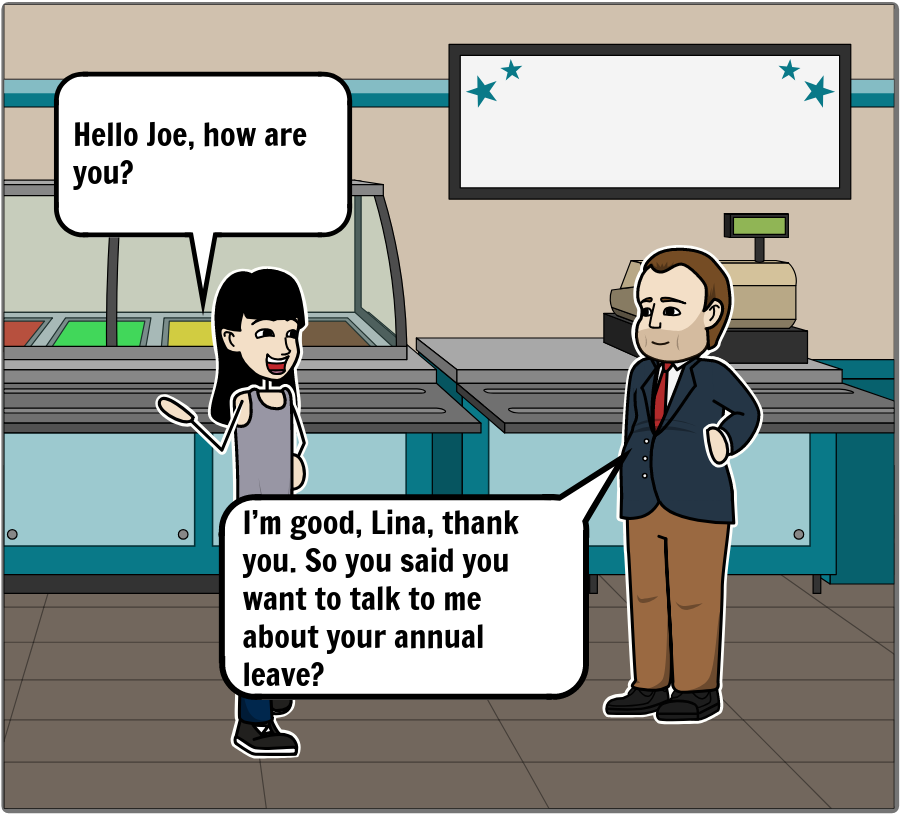 Hello Joe, how are
you?
I'm good, Lina, thank
you. So you said you
want to talk to me
about your annual
leave?